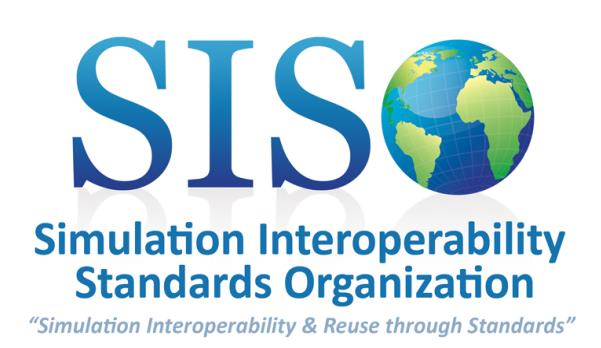 SISO
Simulation Interoperability
Standards Organization
“Simulation Interoperability & Reuse through Standards”